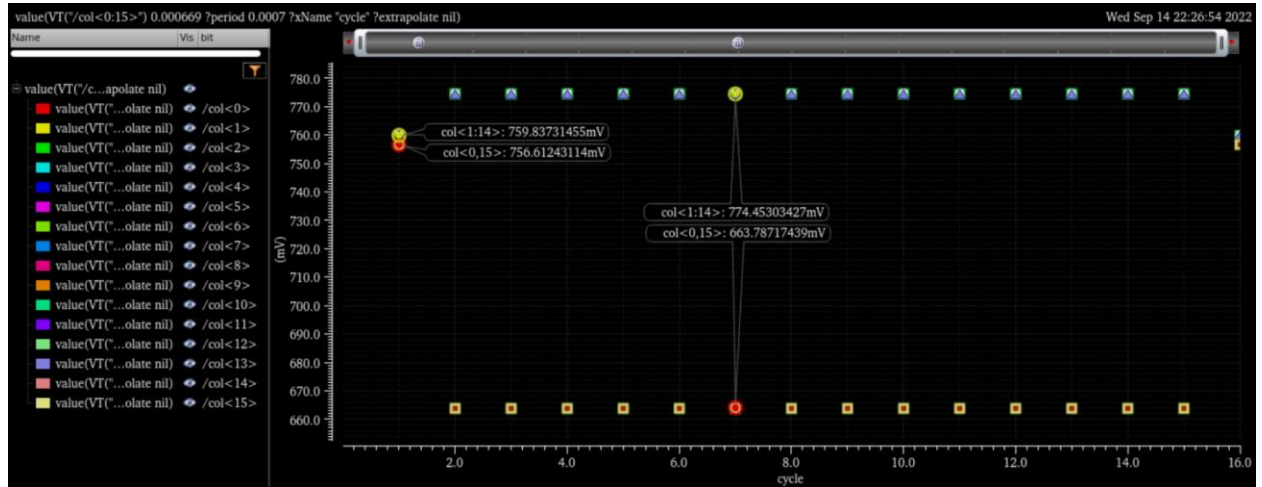 value(VT("/col<0:15>") 0.000669 ?period 0.0007 ?xName "cycle" ?extrapolate nil)
Wed Sep 14 22:26:54 2022
Name Vis bit
value(VT("/c...apolate nil)
value(VT("...olate nil) /col<0>
value(VT("...olate nil) /col<1>
value(VT("...olate nil) /col<2>
value(VT("...olate nil) /col<3>
value(VT("...olate nil) /col<4>
value(VT("...olate nil) /col<5>
value(VT("...olate nil) /col<6>
value(VT("...olate nil) /col<7>
value(VT("...olate nil) /col<8>
value(VT("...olate nil) /col<9>
value(VT("...olate nil) /col<10>
value(VT("...olate nil) /col<11>
value(VT("...olate nil) /col<12>
value(VT("...olate nil) /col<13>
value(VT("...olate nil) /col<14>
value(VT("...olate nil) /col<15>
(mV)
780.0
770.0
760.0
750.0
740.0
730.0
720.0
710.0
700.0
690.0
680.0
670.0
660.0
col<1:14>: 759.83731455mV
col<0,15>: 756.61243114mV
col<1:14>: 774.45303427mV
col<0,15>: 663.78717439mV
2.0 4.0 6.0 8.0 10.0 12.0 14.0 16.0
cycle